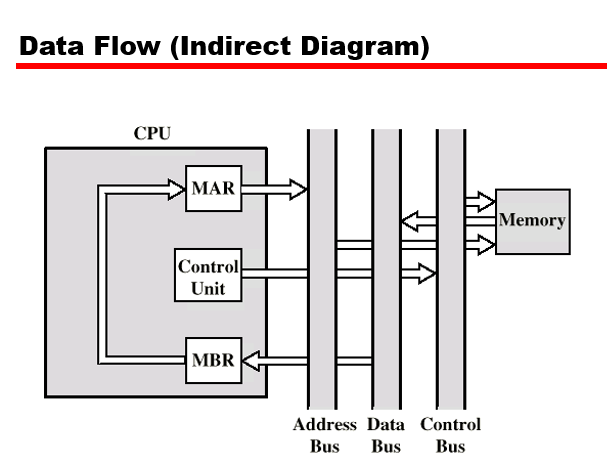 Data Flow (Indirect Diagram)
CPU
MAR
Memory
Control
Unit
MBR
Address Data Control
Bus Bus Bus